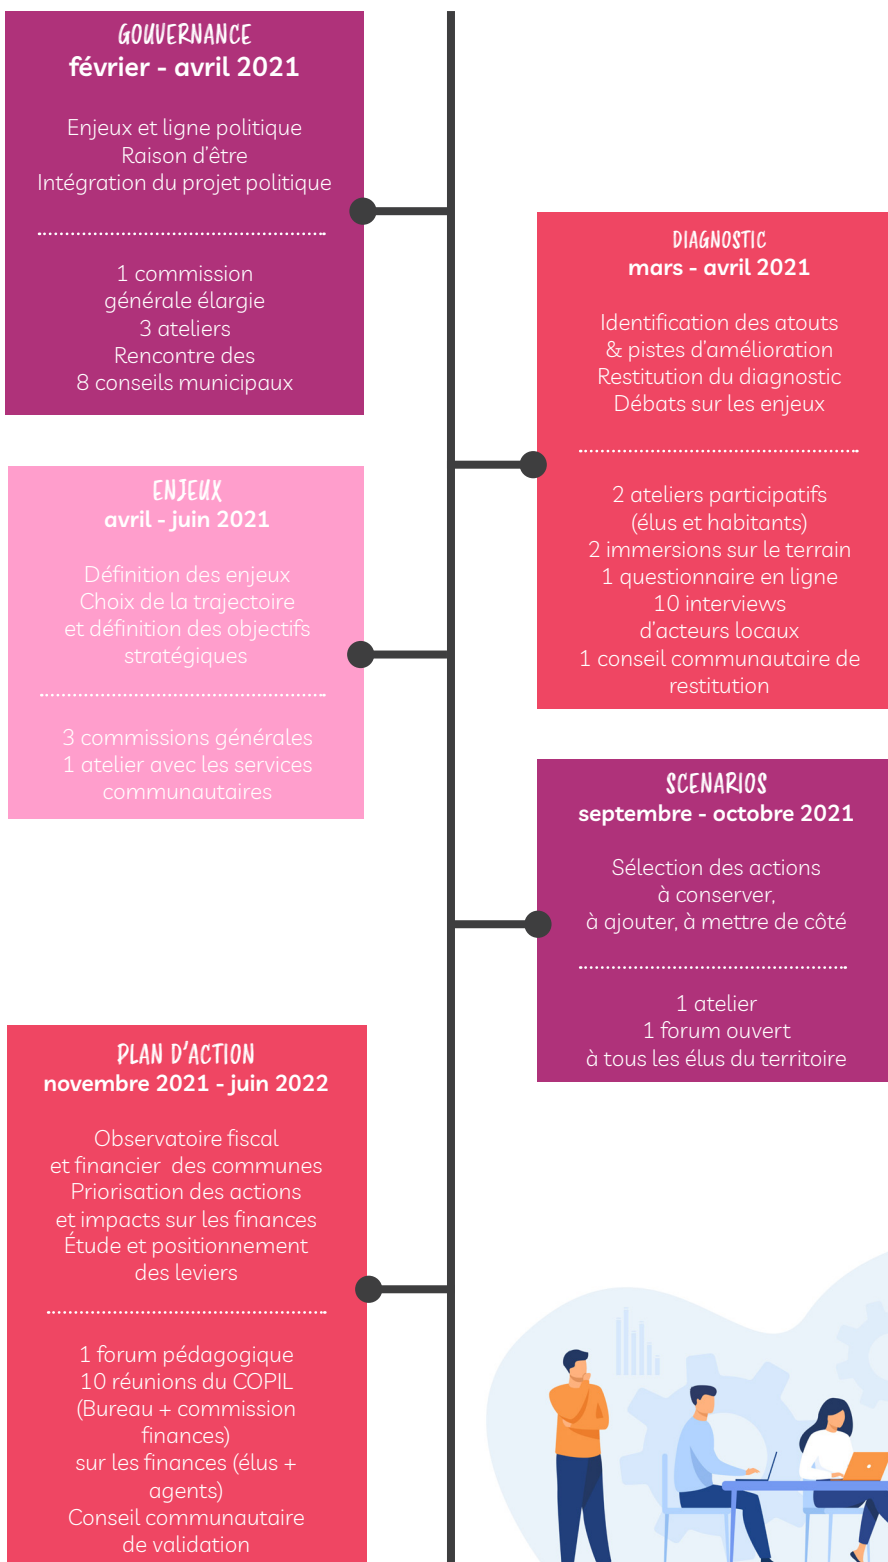 GOUVERNANCE
février - avril 2021
Enjeux et ligne politique
Raison d'être
Intégration du projet politique
1 commission
générale élargie
3 ateliers
Rencontre des
8 conseils municipaux
DIAGNOSTIC
mars - avril 2021
Identification des atouts
& pistes d'amélioration
Restitution du diagnostic
Débats sur les enjeux
2 ateliers participatifs
(élus et habitants)
2 immersions sur le terrain
1 questionnaire en ligne
10 interviews
d'acteurs locaux
1 conseil communautaire de
restitution
ENJEUX
avril - juin 2021
Définition des enjeux
Choix de la trajectoire
et définition des objectifs
stratégiques
3 commissions générales
1 atelier avec les services
communautaires
SCENARIOS
septembre - octobre 2021
Sélection des actions
à conserver,
à ajouter, à mettre de côté
1 atelier
1 forum ouvert
à tous les élus du territoire
PLAN D'ACTION
novembre 2021 - juin 2022
Observatoire fiscal
et financier des communes
Priorisation des actions
et impacts sur les finances
Étude et positionnement
des leviers
1 forum pédagogique
10 réunions du COPIL
(Bureau + commission
finances)
sur les finances (élus +
agents)
Conseil communautaire
de validation